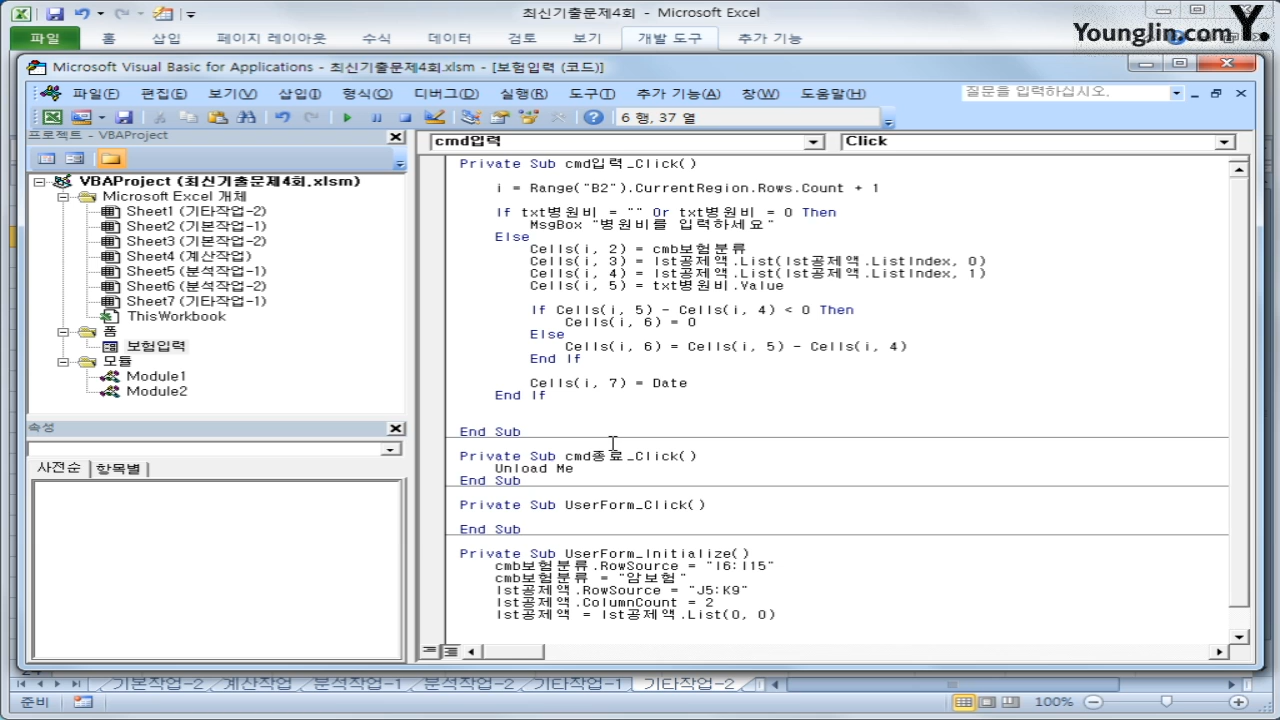 최신기출문제4회 - Microsoft Excel
파일 홈 삽입 페이지 레이아웃 수식 데이터 검토 보기 개발 도구 추가 기능
YoungJin.com Y.
Microsoft Visual Basic for Applications - 최신기출문제4회.xlsm - [보험입력 (코드)]
파일(F) 편집(E) 보기(V) 삽입(I) 형식(O) 디버그(D) 실행(R) 도구(T) 추가 기능(A) 창(W) 도움말(H) 질문을 입력하십시오.
6 행, 37 열
프로젝트 - VBAProject
VBAProject (최신기출문제4회.xlsm)
Microsoft Excel 개체
Sheet1 (기타작업-2)
Sheet2 (기본작업-1)
Sheet3 (기본작업-2)
Sheet4 (계산작업)
Sheet5 (분석작업-1)
Sheet6 (분석작업-2)
Sheet7 (기타작업-1)
ThisWorkbook
폼
보험입력
모듈
Module1
Module2
속성
사전순 항목별
cmd입력 Click
Private Sub cmd입력_Click()
i = Range("B2").CurrentRegion.Rows.Count + 1
If txt병원비 = "" Or txt병원비 = 0 Then
MsgBox "병원비를 입력하세요"
Else
Cells(i, 2) = cmb보험분류
Cells(i, 3) = lst공제액.List(lst공제액.ListIndex, 0)
Cells(i, 4) = lst공제액.List(lst공제액.ListIndex, 1)
Cells(i, 5) = txt병원비.Value
If Cells(i, 5) - Cells(i, 4) < 0 Then
Cells(i, 6) = 0
Else
Cells(i, 6) = Cells(i, 5) - Cells(i, 4)
End If
Cells(i, 7) = Date
End If
End Sub
Private Sub cmd종료_Click()
Unload Me
End Sub
Private Sub UserForm_Click()
End Sub
Private Sub UserForm_Initialize()
cmb보험분류.RowSource = "I6:I15"
cmb보험분류 = "암보험"
lst공제액.RowSource = "J5:K9"
lst공제액.ColumnCount = 2
lst공제액 = lst공제액.List(0, 0)
기본작업-2 계산작업 분석작업-1 분석작업-2 기타작업-1 기타작업-2
준비 100%